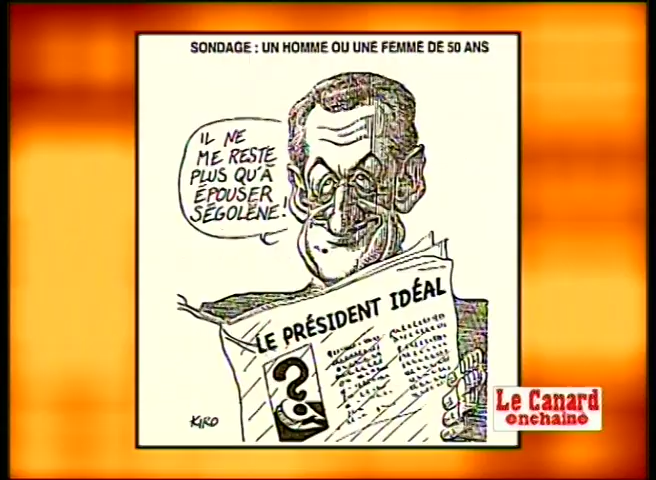 SONDAGE : UN HOMME OU UNE FEMME DE 50 ANS
IL NE
ME RESTE
PLUS QU'À
ÉPOUSER
SÉGOLÈNE !
LE PRÉSIDENT IDÉAL
?
KIRO
Le Canard
enchaîné